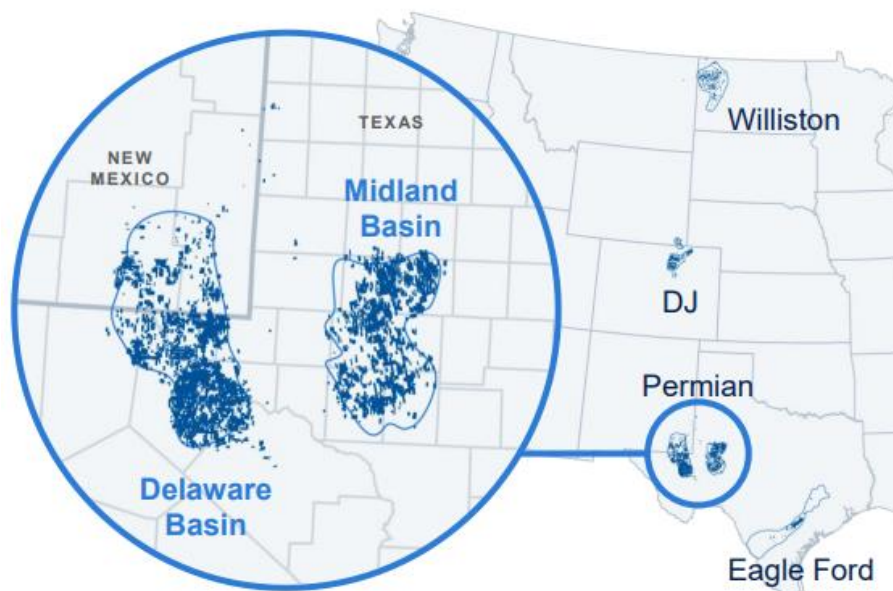 TEXAS
NEW
MEXICO
Midland
Basin
Delaware
Basin
Williston
DJ
Permian
Eagle Ford